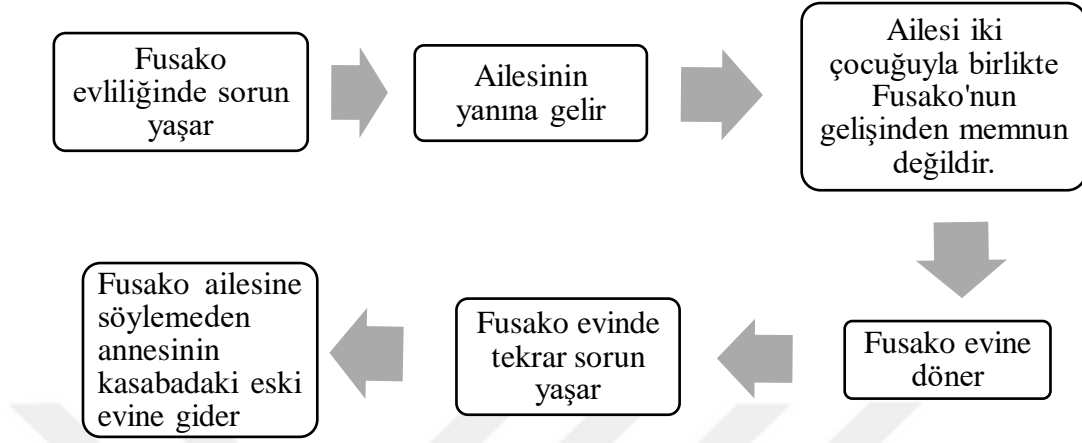 Fusako
evliliğinde sorun
yaşar
Ailesinin
yanına gelir
Ailesi iki
çocuğuyla birlikte
Fusako'nun
gelişinden memnun
değildir.
Fusako evine
döner
Fusako evinde
tekrar sorun
yaşar
Fusako ailesine
söylemeden
annesinin
kasabadaki eski
evine gider